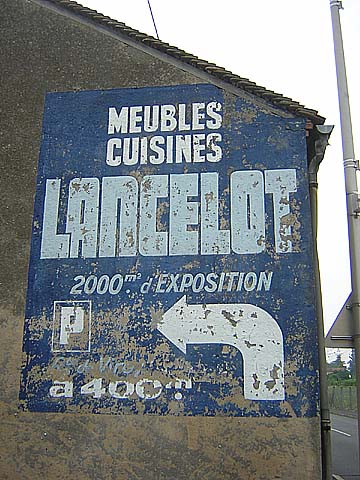 MEUBLES
CUISINES
LANCELOT
2000m² d'EXPOSITION
P
à 400m